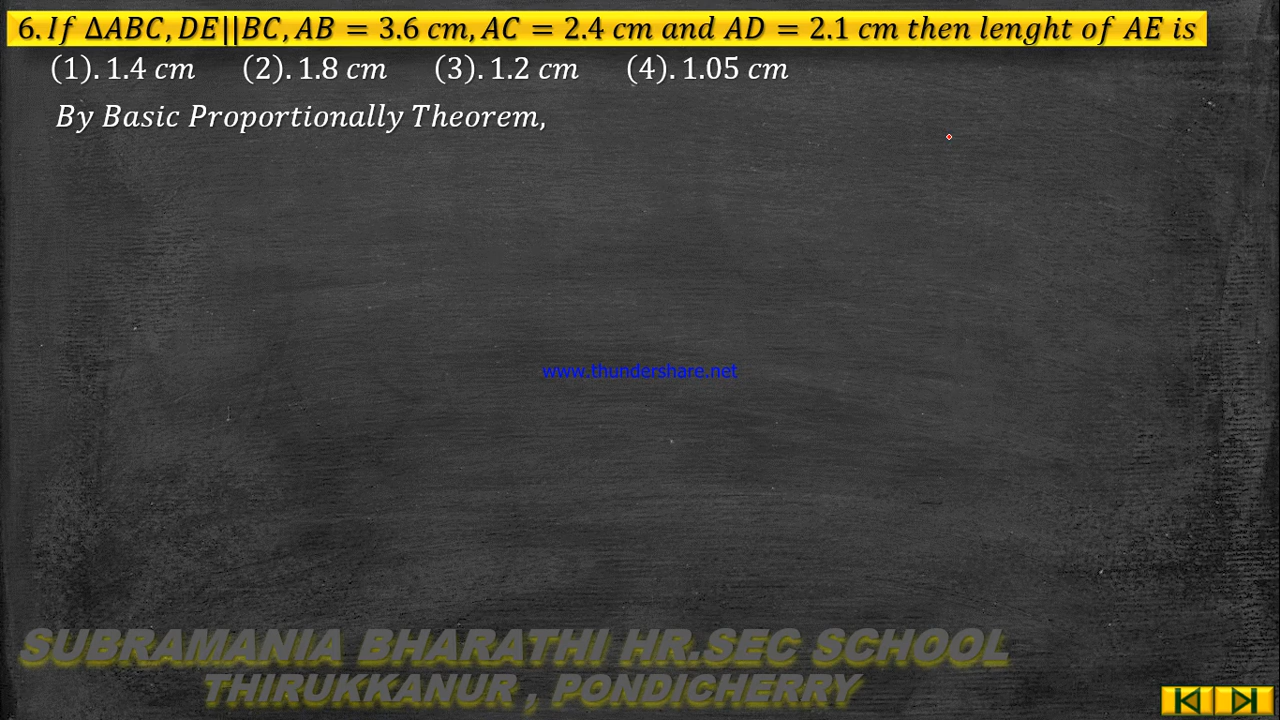 6. If ΔABC, DE||BC, AB = 3.6 cm, AC = 2.4 cm and AD = 2.1 cm then lenght of AE is
(1). 1.4 cm (2). 1.8 cm (3). 1.2 cm (4). 1.05 cm
By Basic Proportionally Theorem,
www.thundershare.net
SUBRAMANIA BHARATHI HR.SEC SCHOOL
THIRUKKANUR , PONDICHERRY